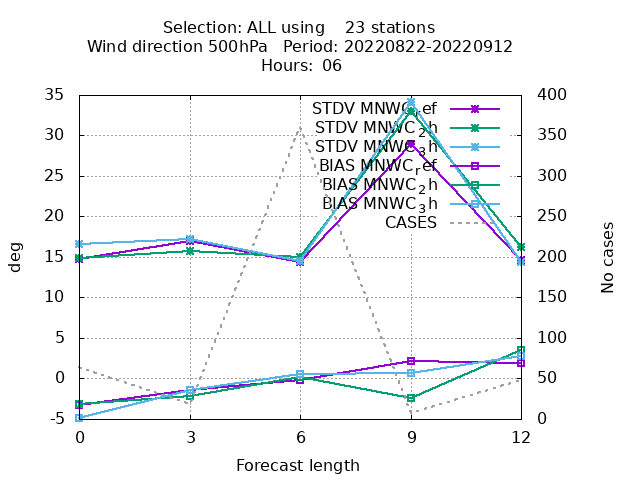 Selection: ALL using 23 stations
Wind direction 500hPa Period: 20220822-20220912
Hours: 06
35 400
STDV MNWC_ref
30 350
STDV MNWC_2h
STDV MNWC_3h
25 300
BIAS MNWC_ref
BIAS MNWC_2h
20 250
BIAS MNWC_3h
CASES
15 200
10 150
5 100
0 50
-5 0
deg
No cases
0 3 6 9 12
Forecast length